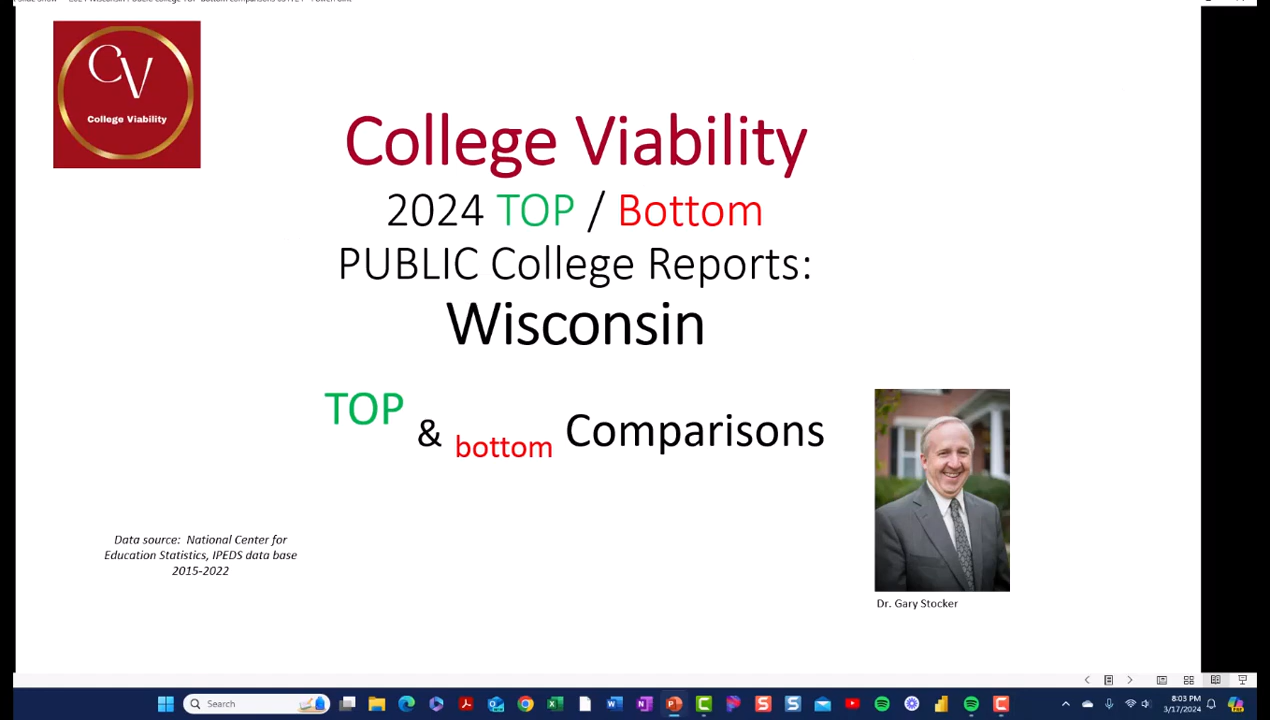 CV
College Viability
College Viability
2024 TOP / Bottom
PUBLIC College Reports:
Wisconsin
TOP & bottom Comparisons
Data source: National Center for
Education Statistics, IPEDS data base
2015-2022
Dr. Gary Stocker
Search
8:03 PM
3/17/2024